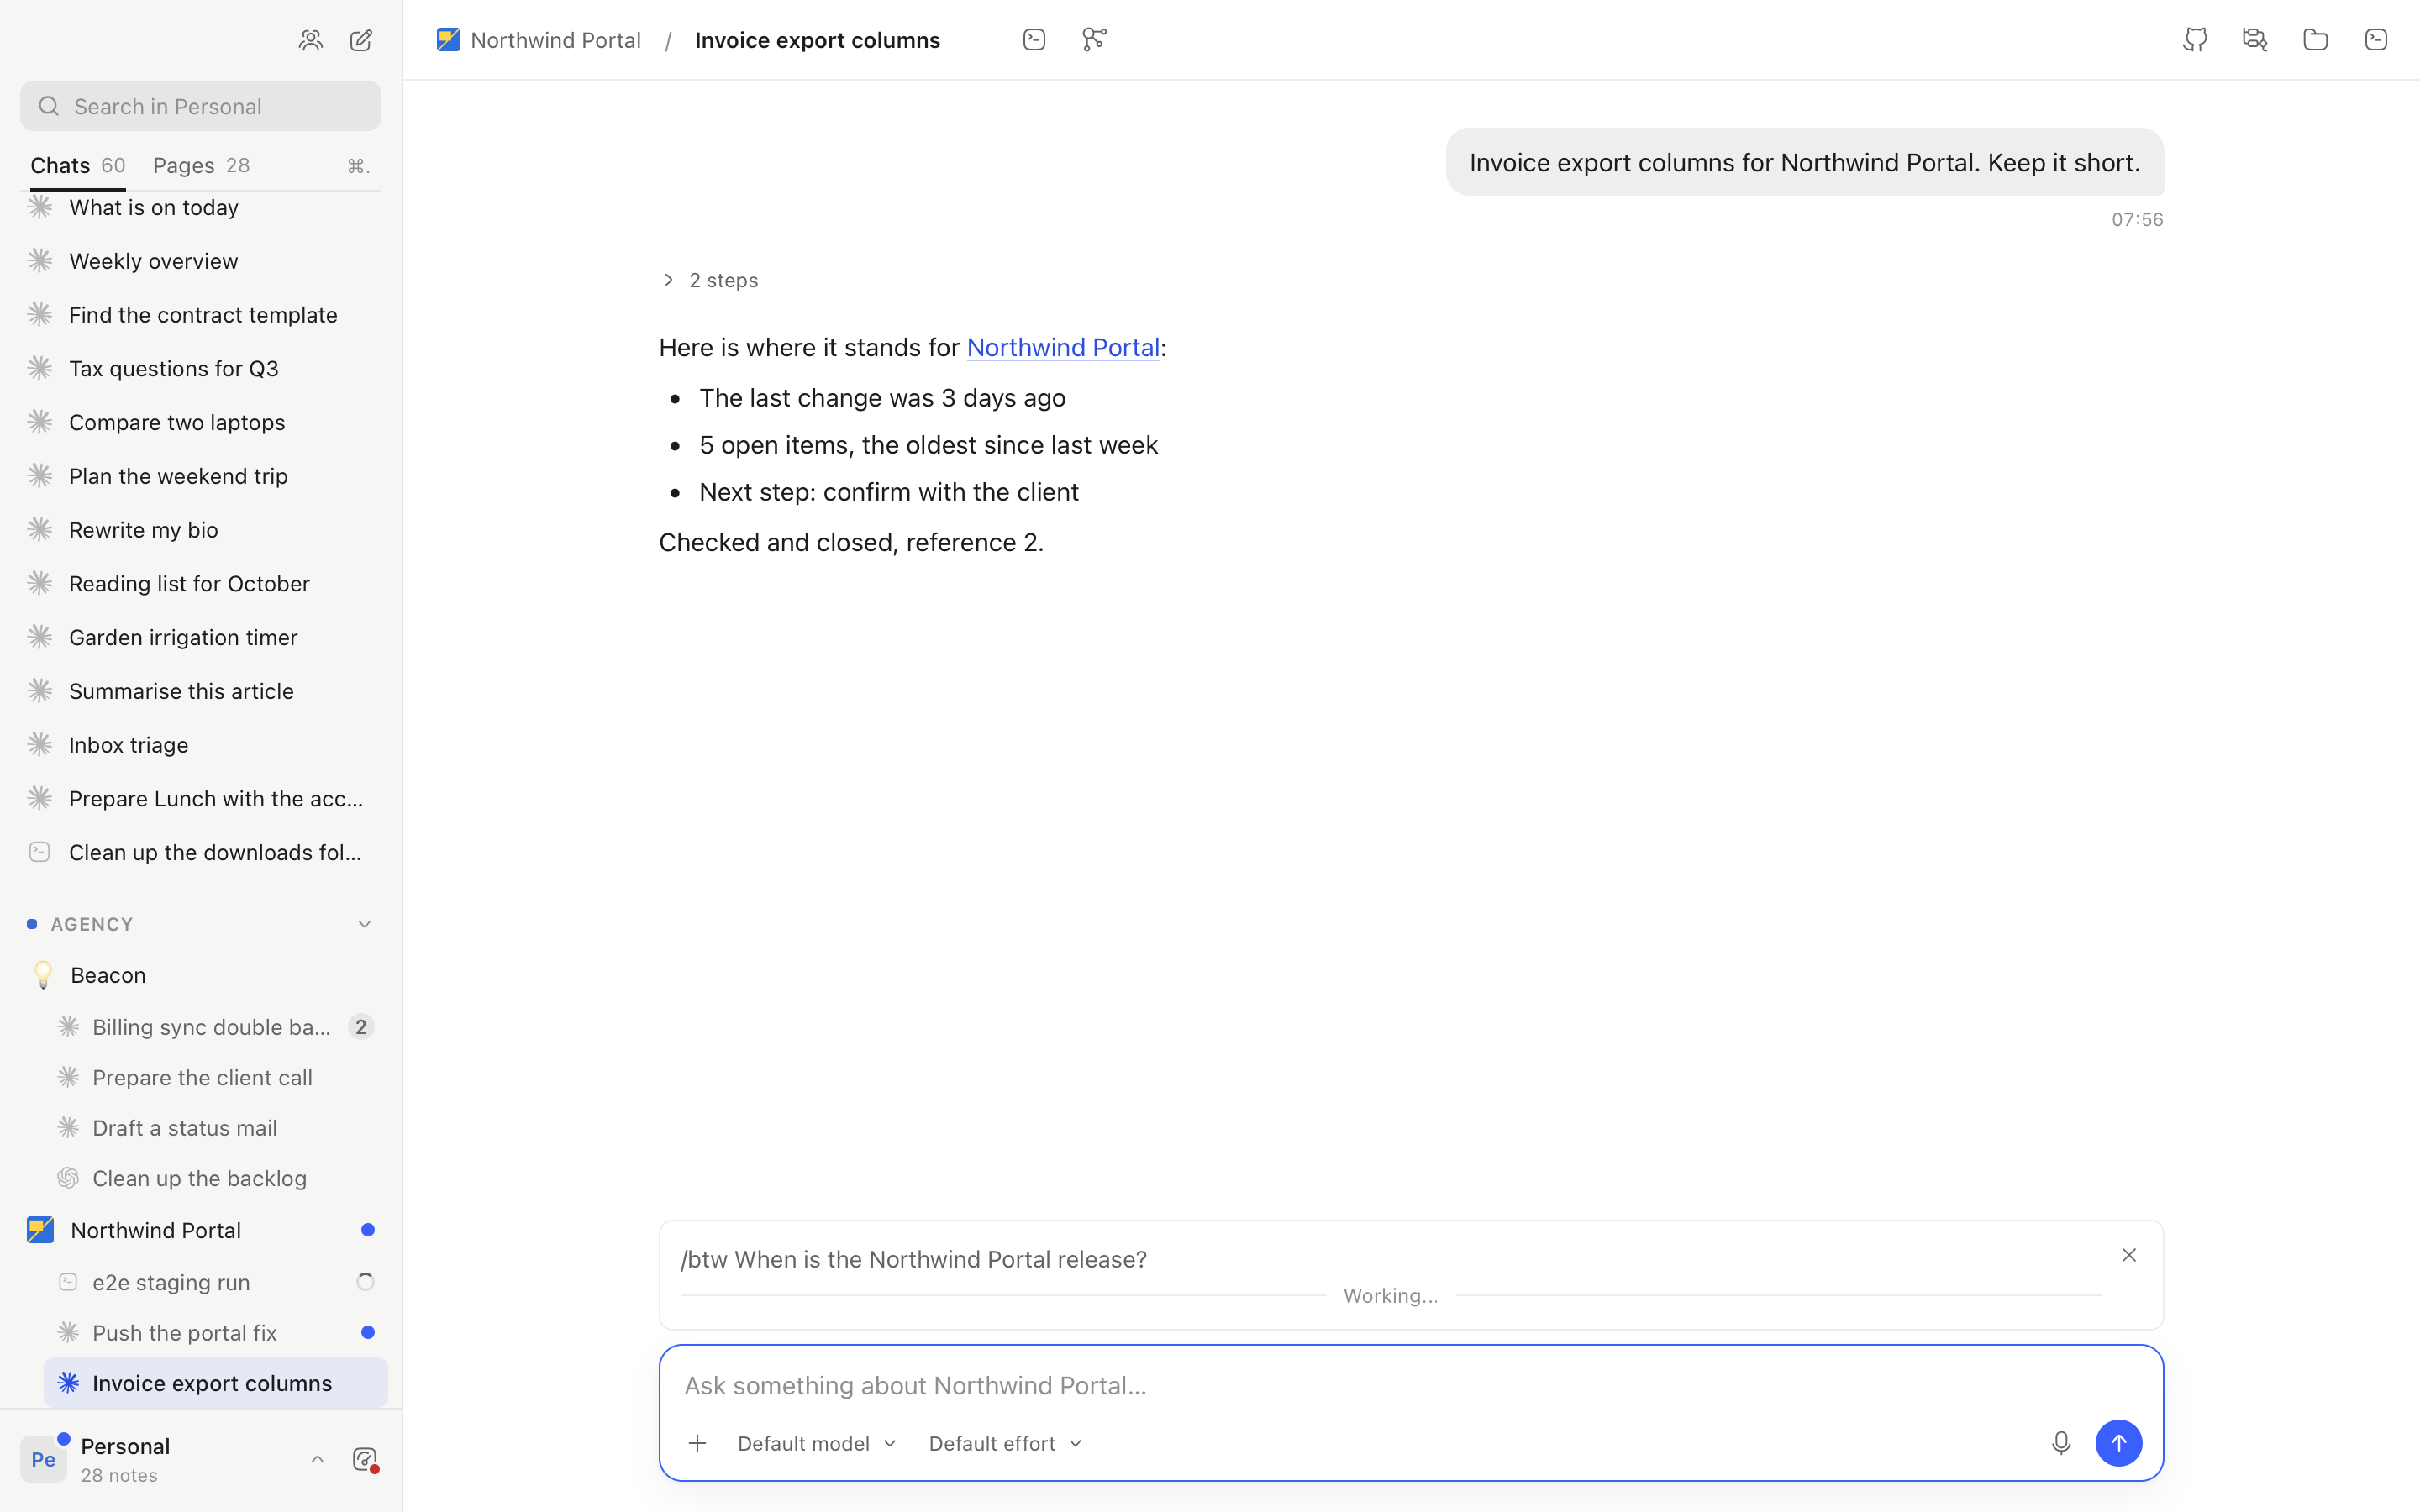 Search in Personal
Chats 60 Pages 28 ⌘.
What is on today
Weekly overview
Find the contract template
Tax questions for Q3
Compare two laptops
Plan the weekend trip
Rewrite my bio
Reading list for October
Garden irrigation timer
Summarise this article
Inbox triage
Prepare Lunch with the acc...
Clean up the downloads fol...
AGENCY
Beacon
Billing sync double ba... 2
Prepare the client call
Draft a status mail
Clean up the backlog
Northwind Portal
e2e staging run
Push the portal fix
Invoice export columns
Pe
Personal
28 notes
Northwind Portal / Invoice export columns
Invoice export columns for Northwind Portal. Keep it short.
07:56
2 steps
Here is where it stands for Northwind Portal:
• The last change was 3 days ago
• 5 open items, the oldest since last week
• Next step: confirm with the client
Checked and closed, reference 2.
/btw When is the Northwind Portal release?
Working...
Ask something about Northwind Portal...
Default model Default effort